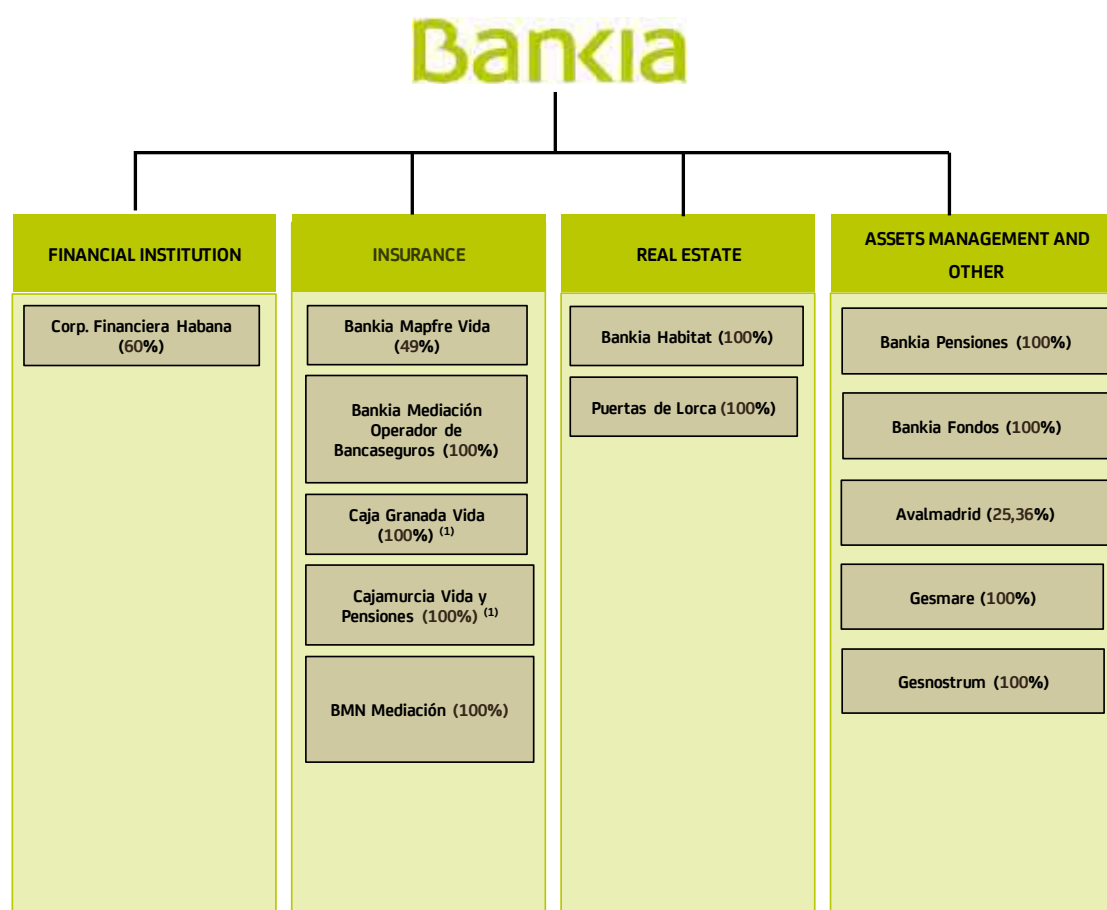 Bankia
FINANCIAL INSTITUTION
Corp. Financiera Habana
(60%)
INSURANCE
Bankia Mapfre Vida
(49%)
Bankia Mediación
Operador de
Bancaseguros (100%)
Caja Granada Vida
(100%) (1)
Cajamurcia Vida y
Pensiones (100%) (1)
BMN Mediación (100%)
REAL ESTATE
Bankia Habitat (100%)
Puertas de Lorca (100%)
ASSETS MANAGEMENT AND
OTHER
Bankia Pensiones (100%)
Bankia Fondos (100%)
Avalmadrid (25,36%)
Gesmare (100%)
Gesnostrum (100%)